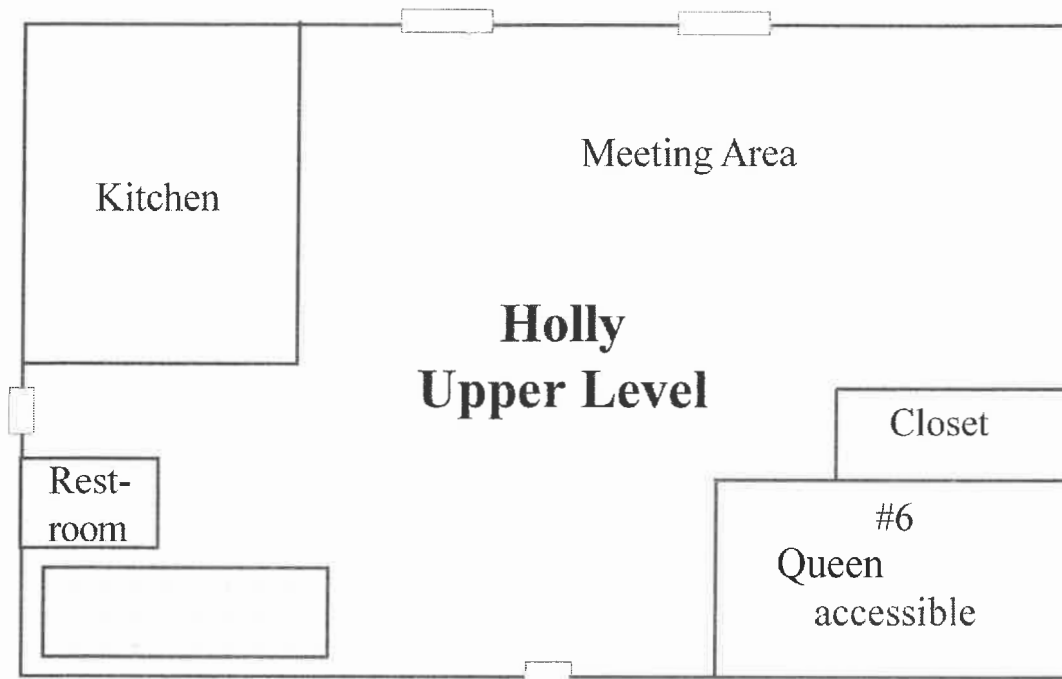 Meeting Area
Kitchen
Holly
Upper Level
Closet
Rest-
room
#6
Queen
accessible